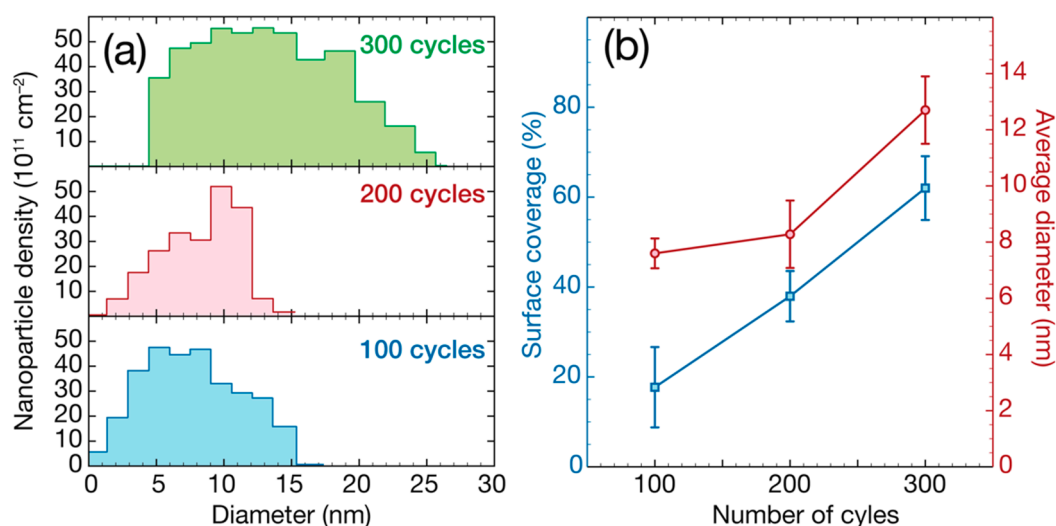 (a)
300 cycles
200 cycles
100 cycles
Nanoparticle density (10¹¹ cm⁻²)
50
40
30
20
10
50
40
30
20
10
50
40
30
20
10
0
0 5 10 15 20 25 30
Diameter (nm)
(b)
Surface coverage (%)
80
60
40
20
0
100 200 300
Number of cyles
14
12
10
8
6
4
2
0
Average diameter (nm)